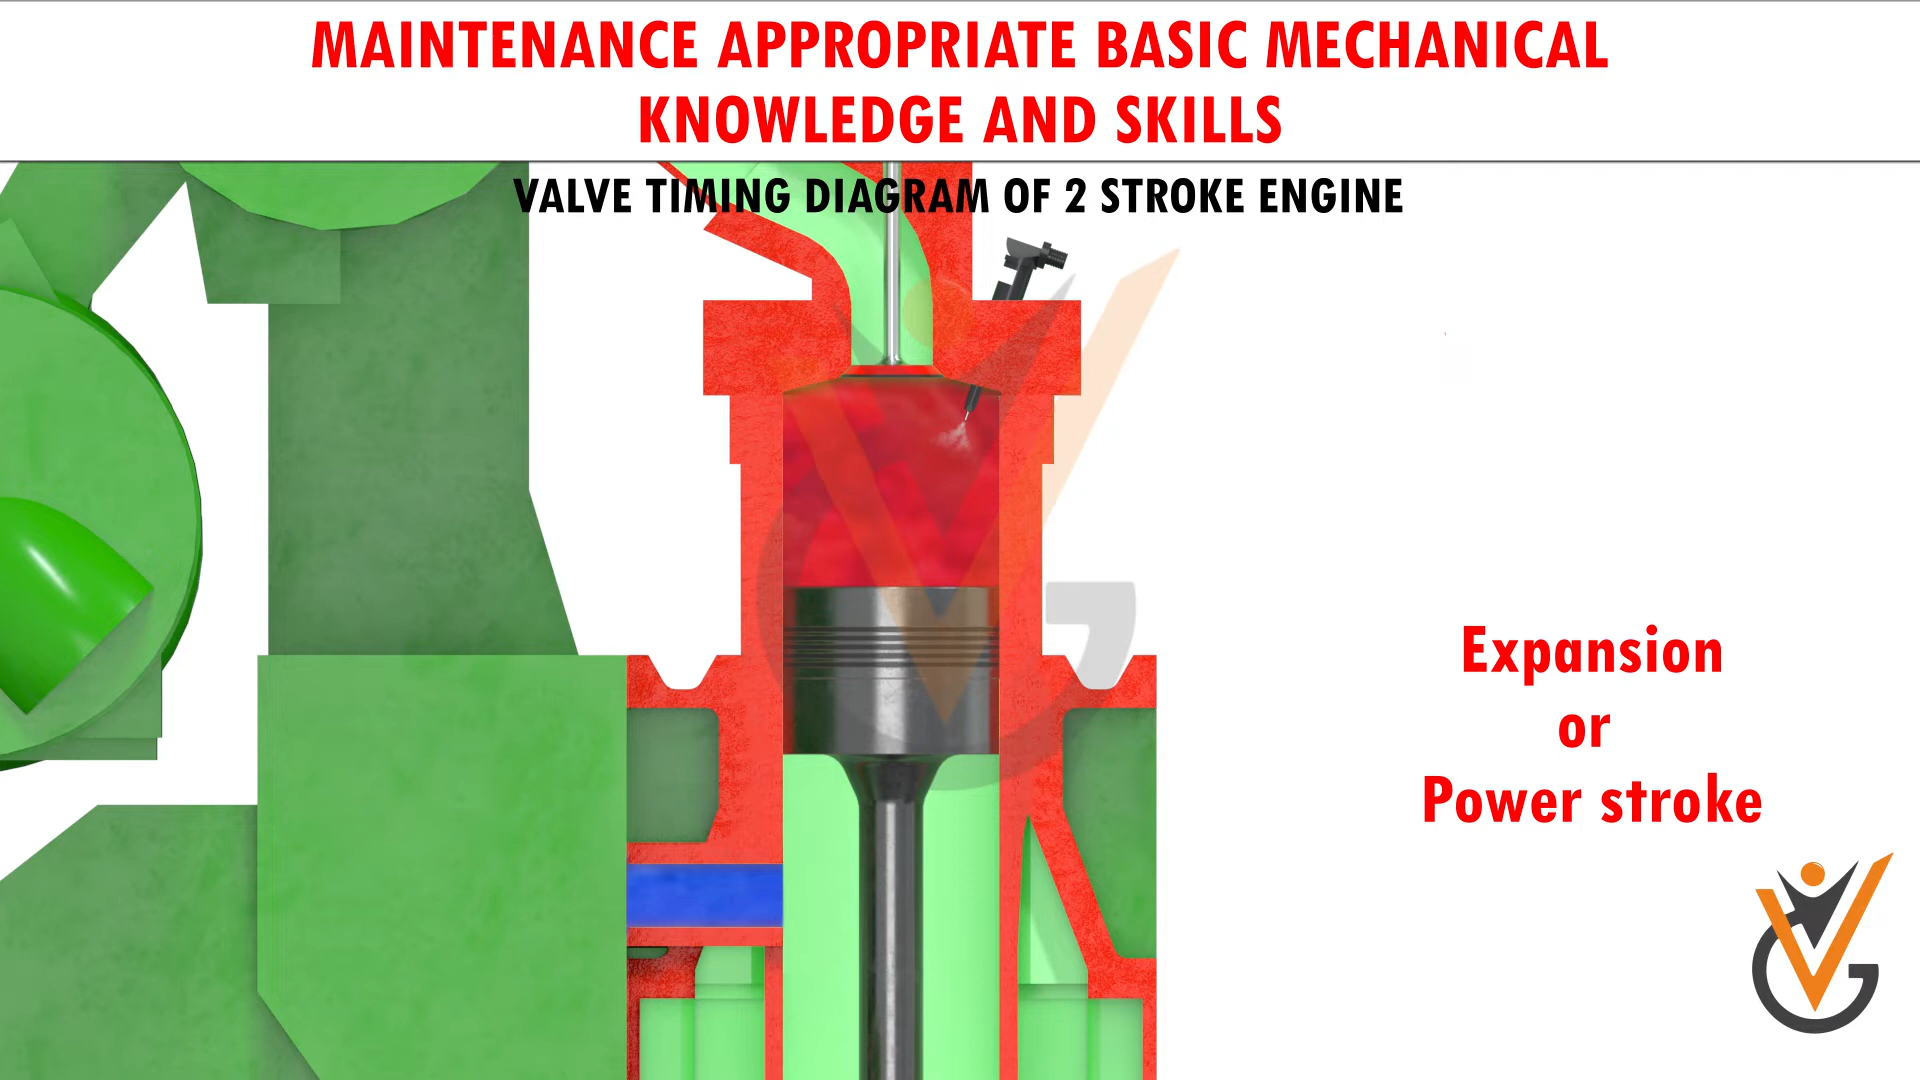 MAINTENANCE APPROPRIATE BASIC MECHANICAL
KNOWLEDGE AND SKILLS
VALVE TIMING DIAGRAM OF 2 STROKE ENGINE
Expansion
or
Power stroke